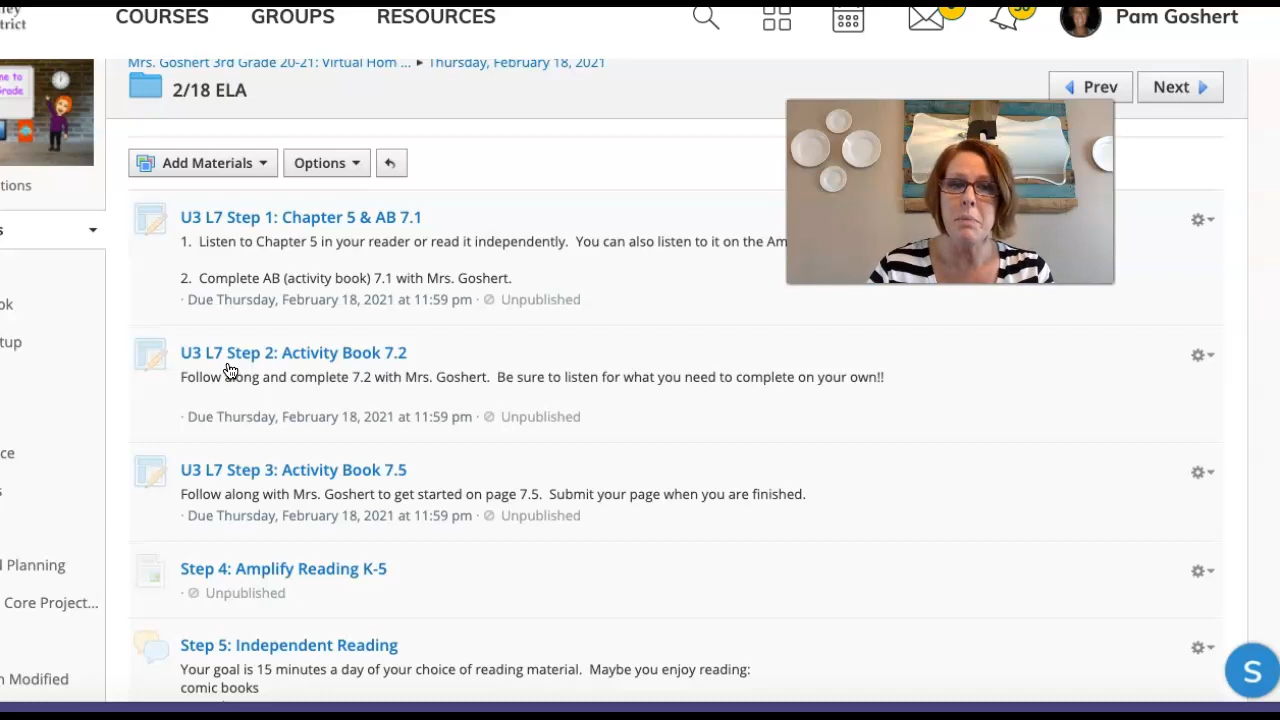 ley
istrict
COURSES
GROUPS
RESOURCES
Pam Goshert
Mrs. Goshert 3rd Grade 20-21: Virtual Hom ... ▸ Thursday, February 18, 2021
2/18 ELA
Prev
Next
me to
Grade
Add Materials
Options
tions
s
ok
tup
ce
s
d Planning
Core Project...
n Modified
U3 L7 Step 1: Chapter 5 & AB 7.1
1. Listen to Chapter 5 in your reader or read it independently. You can also listen to it on the Am
2. Complete AB (activity book) 7.1 with Mrs. Goshert.
· Due Thursday, February 18, 2021 at 11:59 pm · Unpublished
U3 L7 Step 2: Activity Book 7.2
Follow along and complete 7.2 with Mrs. Goshert. Be sure to listen for what you need to complete on your own!!
· Due Thursday, February 18, 2021 at 11:59 pm · Unpublished
U3 L7 Step 3: Activity Book 7.5
Follow along with Mrs. Goshert to get started on page 7.5. Submit your page when you are finished.
· Due Thursday, February 18, 2021 at 11:59 pm · Unpublished
Step 4: Amplify Reading K-5
· Unpublished
Step 5: Independent Reading
Your goal is 15 minutes a day of your choice of reading material. Maybe you enjoy reading:
comic books
S